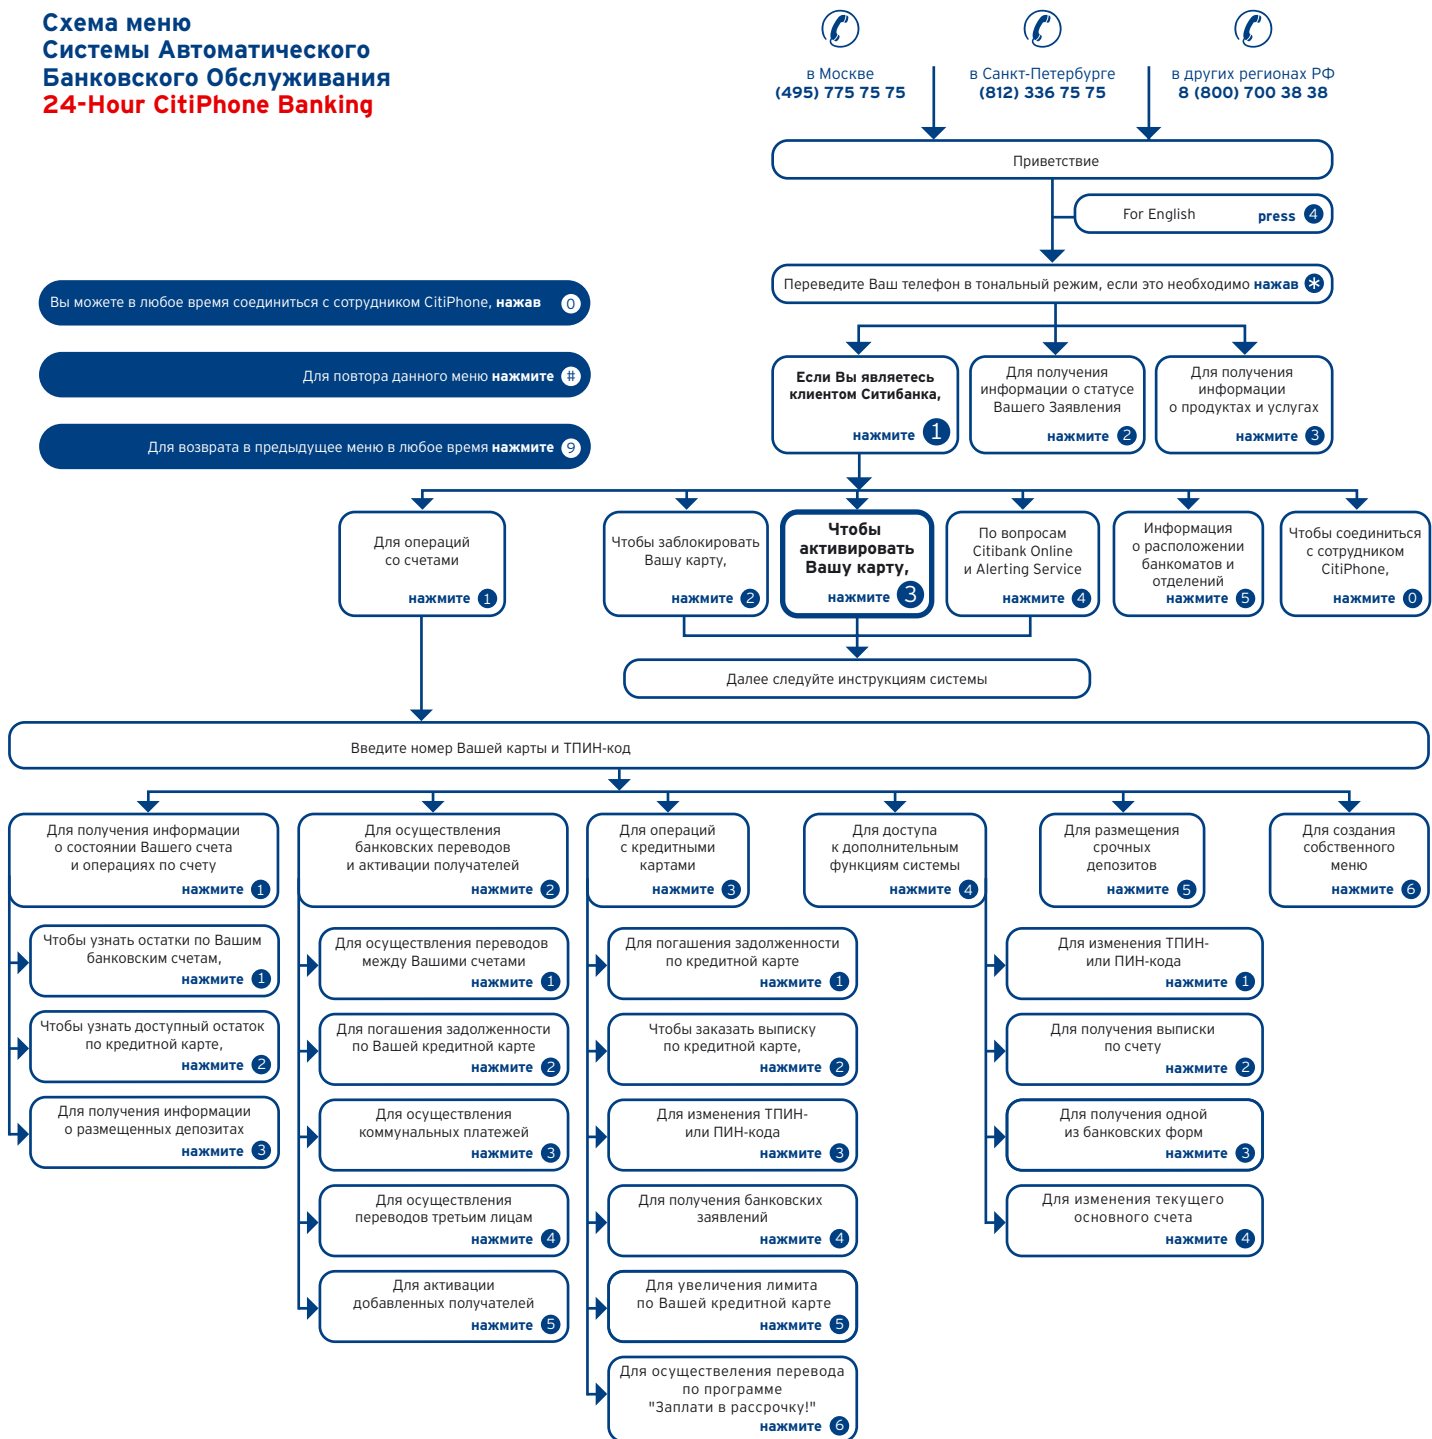 Схема меню
Системы Автоматического
Банковского Обслуживания
24-Hour CitiPhone Banking
в Москве
(495) 775 75 75
в Санкт-Петербурге
(812) 336 75 75
в других регионах РФ
8 (800) 700 38 38
Приветствие
For English press 4
Переведите Ваш телефон в тональный режим, если это необходимо нажав *
Вы можете в любое время соединиться с сотрудником CitiPhone, нажав 0
Для повтора данного меню нажмите #
Для возврата в предыдущее меню в любое время нажмите 9
Если Вы являетесь
клиентом Ситибанка,
нажмите 1
Для получения
информации о статусе
Вашего Заявления
нажмите 2
Для получения
информации
о продуктах и услугах
нажмите 3
Для операций
со счетами
нажмите 1
Чтобы заблокировать
Вашу карту,
нажмите 2
Чтобы
активировать
Вашу карту,
нажмите 3
По вопросам
Citibank Online
и Alerting Service
нажмите 4
Информация
о расположении
банкоматов и
отделений
нажмите 5
Чтобы соединиться
с сотрудником
CitiPhone,
нажмите 0
Далее следуйте инструкциям системы
Введите номер Вашей карты и ТПИН-код
Для получения информации
о состоянии Вашего счета
и операциях по счету
нажмите 1
Чтобы узнать остатки по Вашим
банковским счетам,
нажмите 1
Чтобы узнать доступный остаток
по кредитной карте,
нажмите 2
Для получения информации
о размещенных депозитах
нажмите 3
Для осуществления
банковских переводов
и активации получателей
нажмите 2
Для осуществления переводов
между Вашими счетами
нажмите 1
Для погашения задолженности
по Вашей кредитной карте
нажмите 2
Для осуществления
коммунальных платежей
нажмите 3
Для осуществления
переводов третьим лицам
нажмите 4
Для активации
добавленных получателей
нажмите 5
Для операций
с кредитными
картами
нажмите 3
Для погашения задолженности
по кредитной карте
нажмите 1
Чтобы заказать выписку
по кредитной карте,
нажмите 2
Для изменения ТПИН-
или ПИН-кода
нажмите 3
Для получения банковских
заявлений
нажмите 4
Для увеличения лимита
по Вашей кредитной карте
нажмите 5
Для осуществеления перевода
по программе
"Заплати в рассрочку!"
нажмите 6
Для доступа
к дополнительным
функциям системы
нажмите 4
Для изменения ТПИН-
или ПИН-кода
нажмите 1
Для получения выписки
по счету
нажмите 2
Для получения одной
из банковских форм
нажмите 3
Для изменения текущего
основного счета
нажмите 4
Для размещения
срочных
депозитов
нажмите 5
Для создания
собственного
меню
нажмите 6